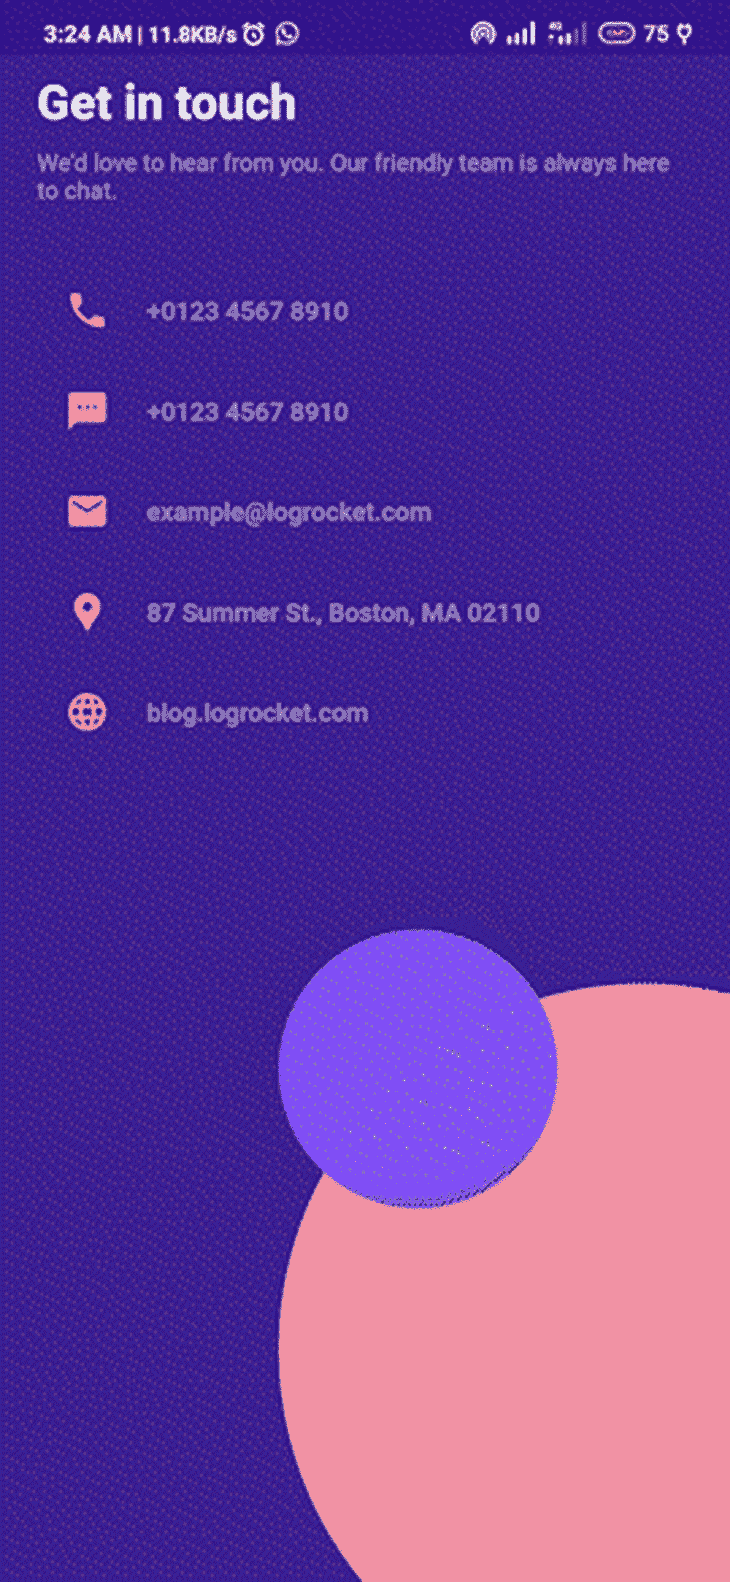 3:24 AM | 11.8KB/s 75
Get in touch
We'd love to hear from you. Our friendly team is always here
to chat.
+0123 4567 8910
+0123 4567 8910
example@logrocket.com
87 Summer St., Boston, MA 02110
blog.logrocket.com